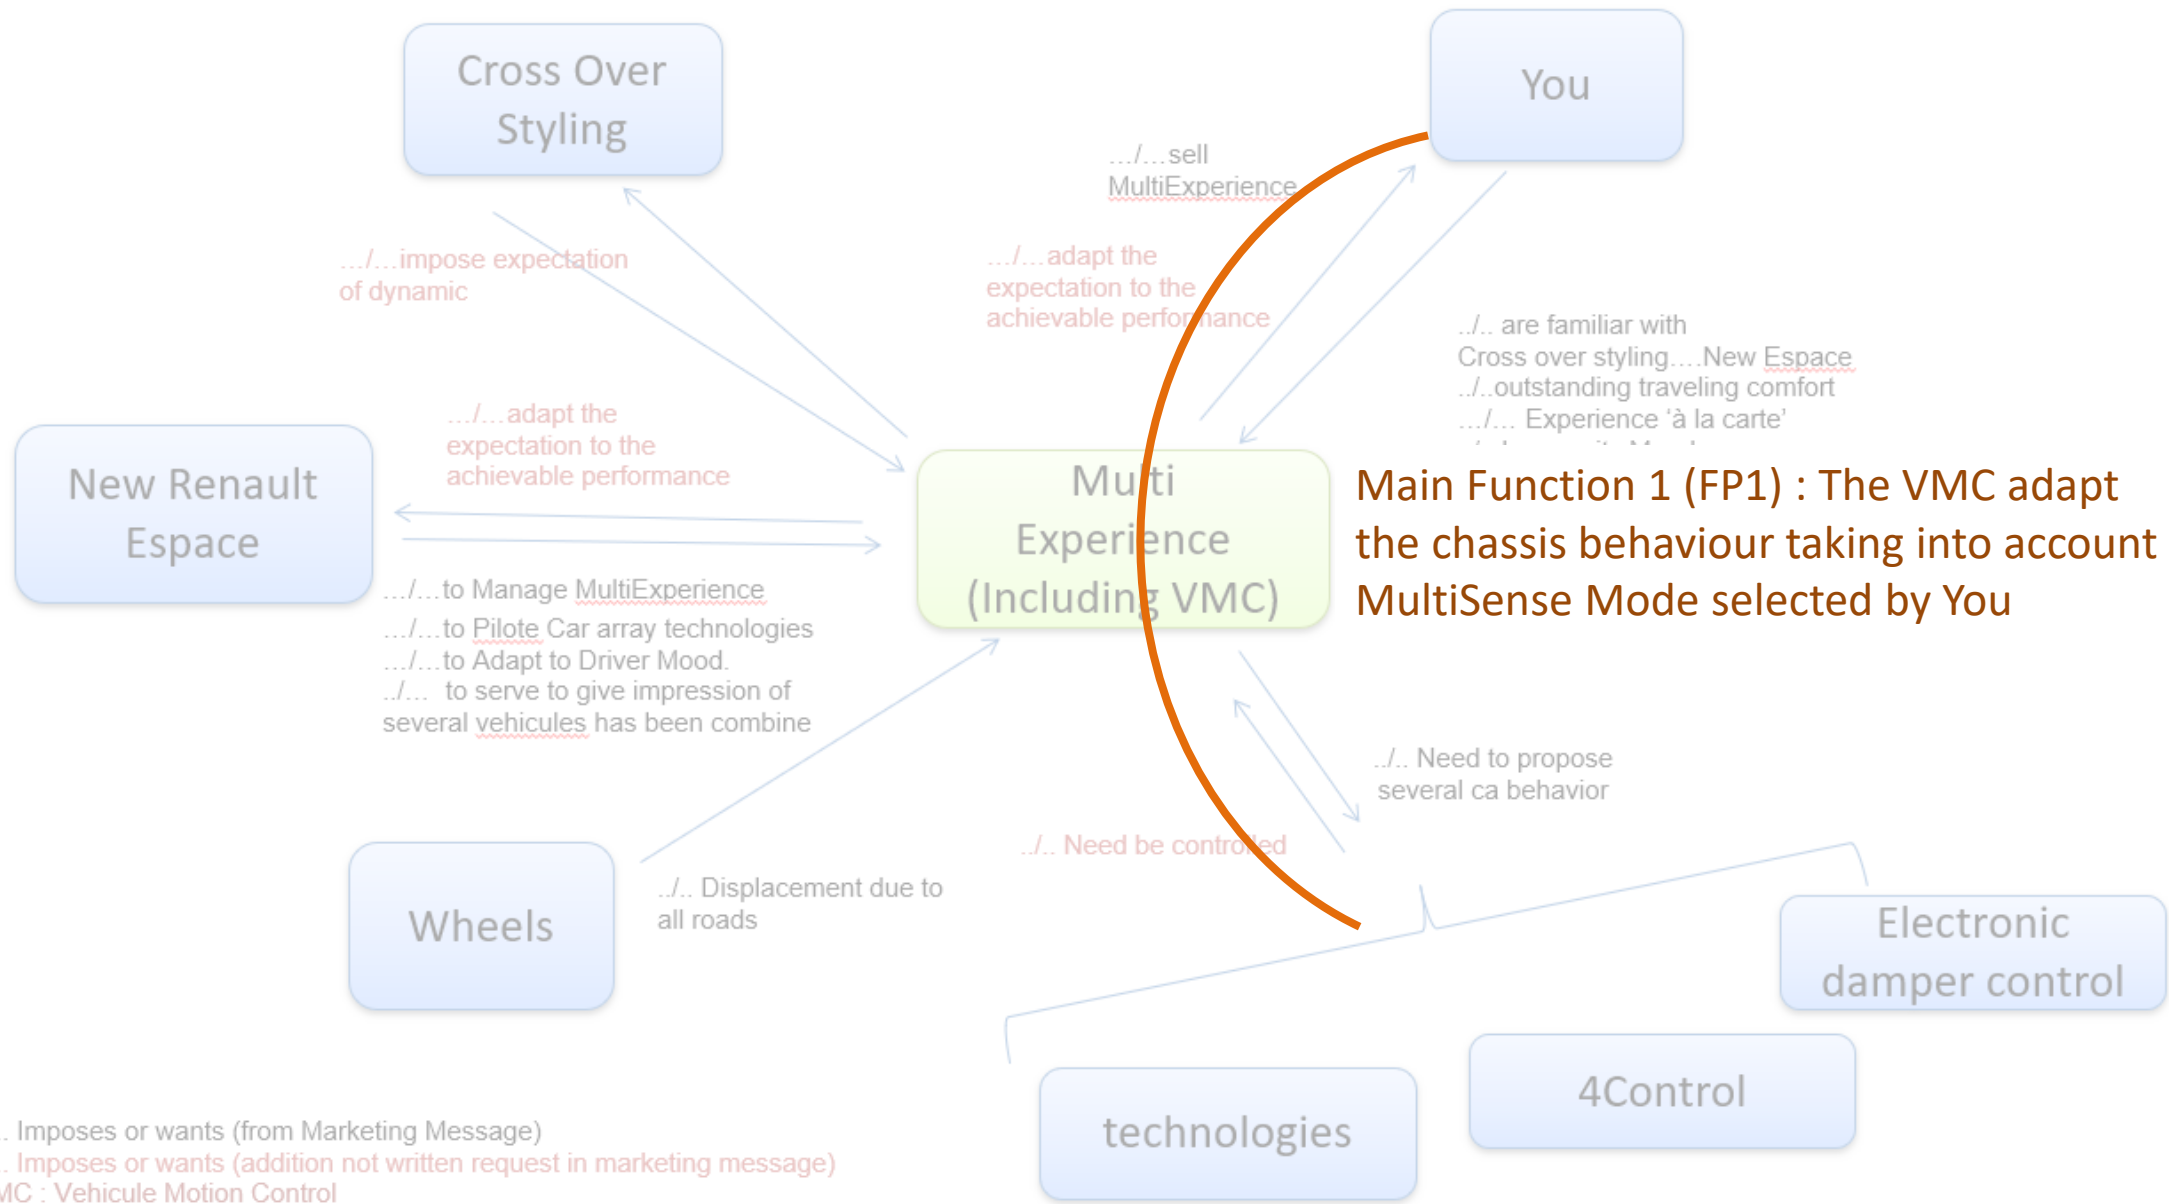 Cross Over
Styling
You
…/…sell
MultiExperience
…/…impose expectation
of dynamic
…/…adapt the
expectation to the
achievable performance
../.. are familiar with
Cross over styling….New Espace
../..outstanding traveling comfort
…/… Experience ‘à la carte’
…/…adapt the
expectation to the
achievable performance
New Renault
Espace
Multi
Experience
(Including VMC)
Main Function 1 (FP1) : The VMC adapt
the chassis behaviour taking into account
MultiSense Mode selected by You
…/…to Manage MultiExperience
…/…to Pilote Car array technologies
…/…to Adapt to Driver Mood.
../… to serve to give impression of
several vehicules has been combine
../.. Need to propose
several ca behavior
../.. Need be controlled
Wheels
../.. Displacement due to
all roads
Electronic
damper control
4Control
technologies
. Imposes or wants (from Marketing Message)
. Imposes or wants (addition not written request in marketing message)
MC : Vehicule Motion Control